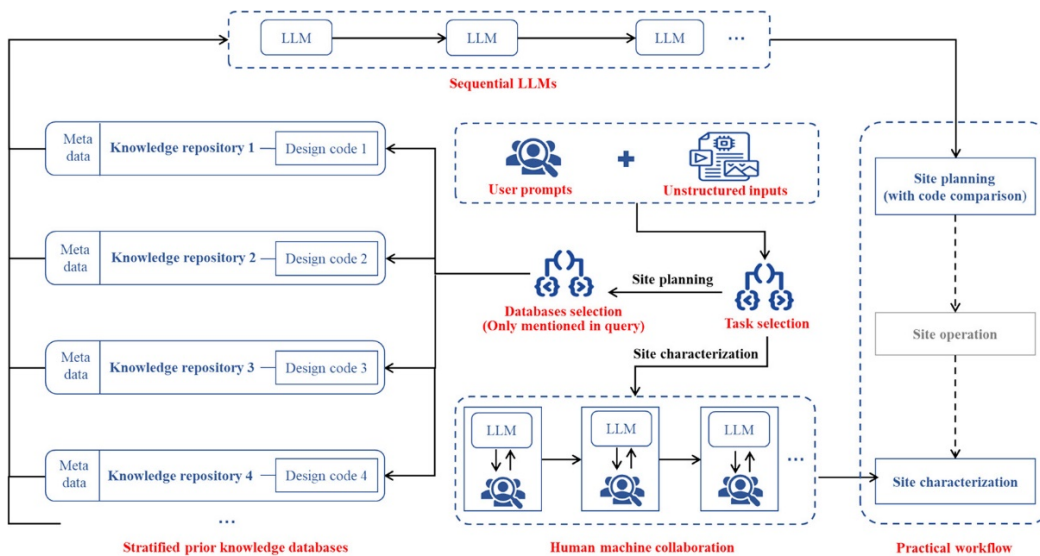 LLM
LLM
LLM
...
Sequential LLMs
Meta
data
Knowledge repository 1
Design code 1
Meta
data
Knowledge repository 2
Design code 2
Meta
data
Knowledge repository 3
Design code 3
Meta
data
Knowledge repository 4
Design code 4
...
Stratified prior knowledge databases
User prompts
Unstructured inputs
Site planning
Databases selection
(Only mentioned in query)
Task selection
Site characterization
LLM
LLM
LLM
...
Human machine collaboration
Site planning
(with code comparison)
Site operation
Site characterization
Practical workflow